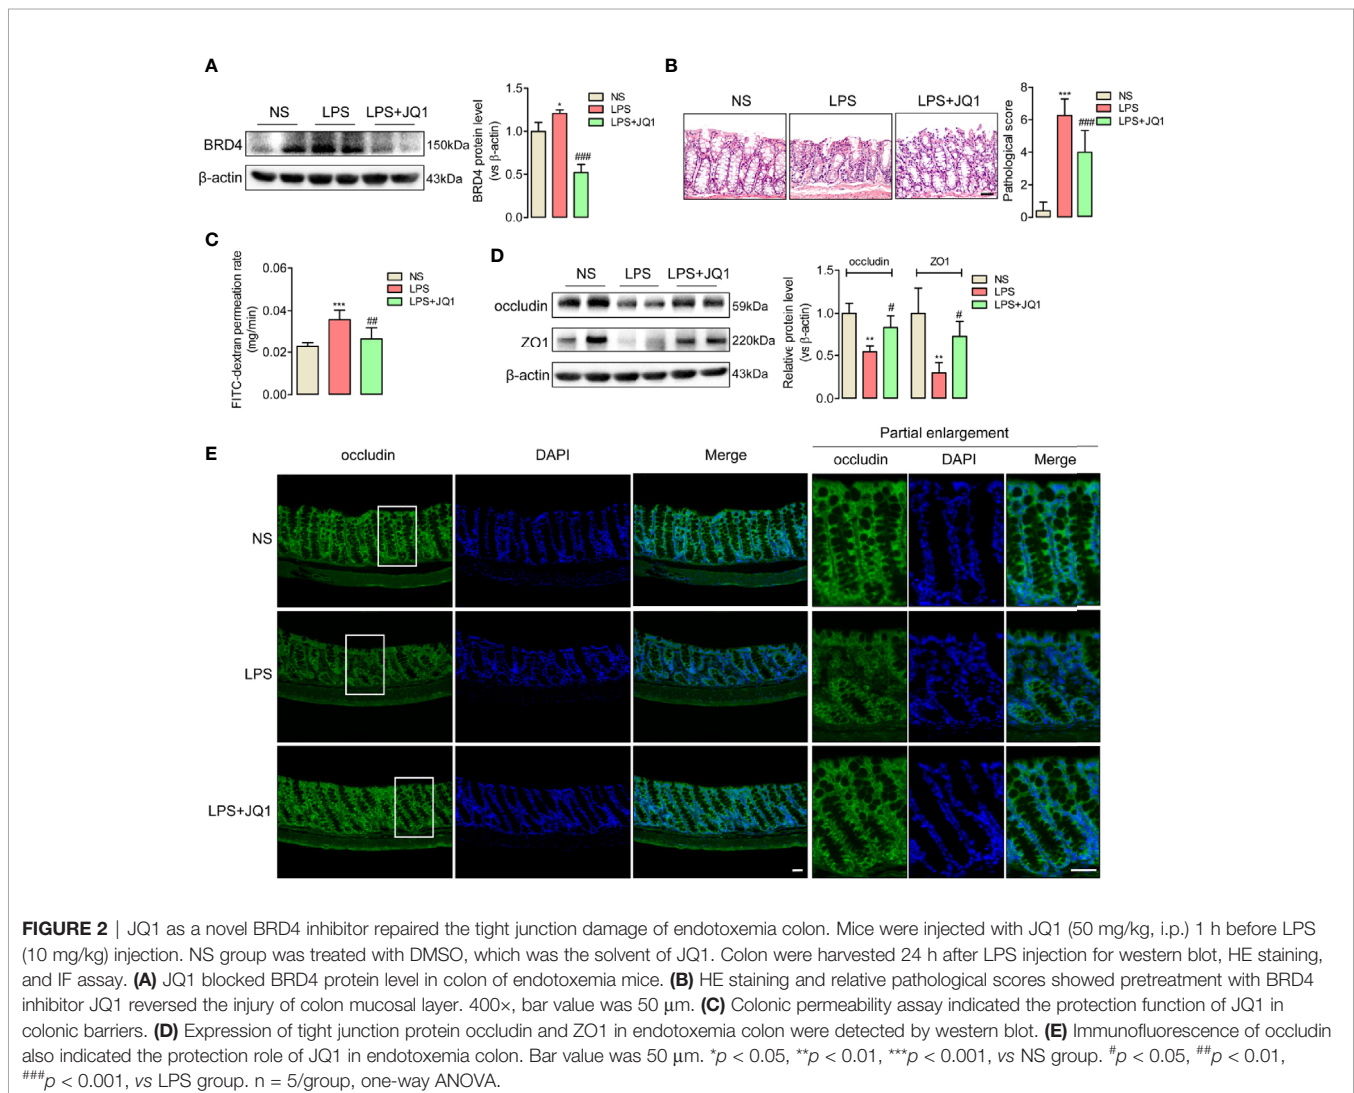 A
NS LPS LPS+JQ1
BRD4 150kDa
β-actin 43kDa
BRD4 protein level
(vs β-actin)
1.5
1.0
0.5
0.0
*
###
NS
LPS
LPS+JQ1
B
NS LPS LPS+JQ1
Pathological score
8
6
4
2
0
***
###
NS
LPS
LPS+JQ1
C
FITC-dextran permeation rate
(mg/min)
0.06
0.04
0.02
0.00
***
##
NS
LPS
LPS+JQ1
D
NS LPS LPS+JQ1
occludin 59kDa
ZO1 220kDa
β-actin 43kDa
Relative protein level
(vs β-actin)
1.5
1.0
0.5
0.0
occludin ZO1
**
#
**
#
NS
LPS
LPS+JQ1
E
Partial enlargement
occludin DAPI Merge occludin DAPI Merge
NS
LPS
LPS+JQ1
FIGURE 2 | JQ1 as a novel BRD4 inhibitor repaired the tight junction damage of endotoxemia colon. Mice were injected with JQ1 (50 mg/kg, i.p.) 1 h before LPS
(10 mg/kg) injection. NS group was treated with DMSO, which was the solvent of JQ1. Colon were harvested 24 h after LPS injection for western blot, HE staining,
and IF assay. (A) JQ1 blocked BRD4 protein level in colon of endotoxemia mice. (B) HE staining and relative pathological scores showed pretreatment with BRD4
inhibitor JQ1 reversed the injury of colon mucosal layer. 400×, bar value was 50 μm. (C) Colonic permeability assay indicated the protection function of JQ1 in
colonic barriers. (D) Expression of tight junction protein occludin and ZO1 in endotoxemia colon were detected by western blot. (E) Immunofluorescence of occludin
also indicated the protection role of JQ1 in endotoxemia colon. Bar value was 50 μm. *p < 0.05, **p < 0.01, ***p < 0.001, vs NS group. #p < 0.05, ##p < 0.01,
###p < 0.001, vs LPS group. n = 5/group, one-way ANOVA.